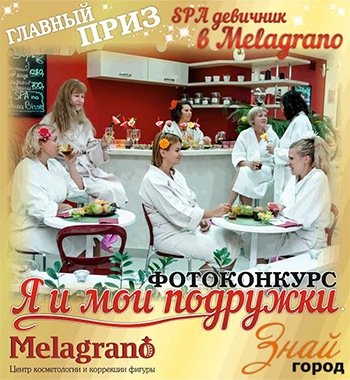 ГЛАВНЫЙ ПРИЗ
SPA девичник
в Melagrano
ФОТОКОНКУРС
Я и мои подружки
Melagrano
Центр косметологии и коррекции фигуры
Знай
город